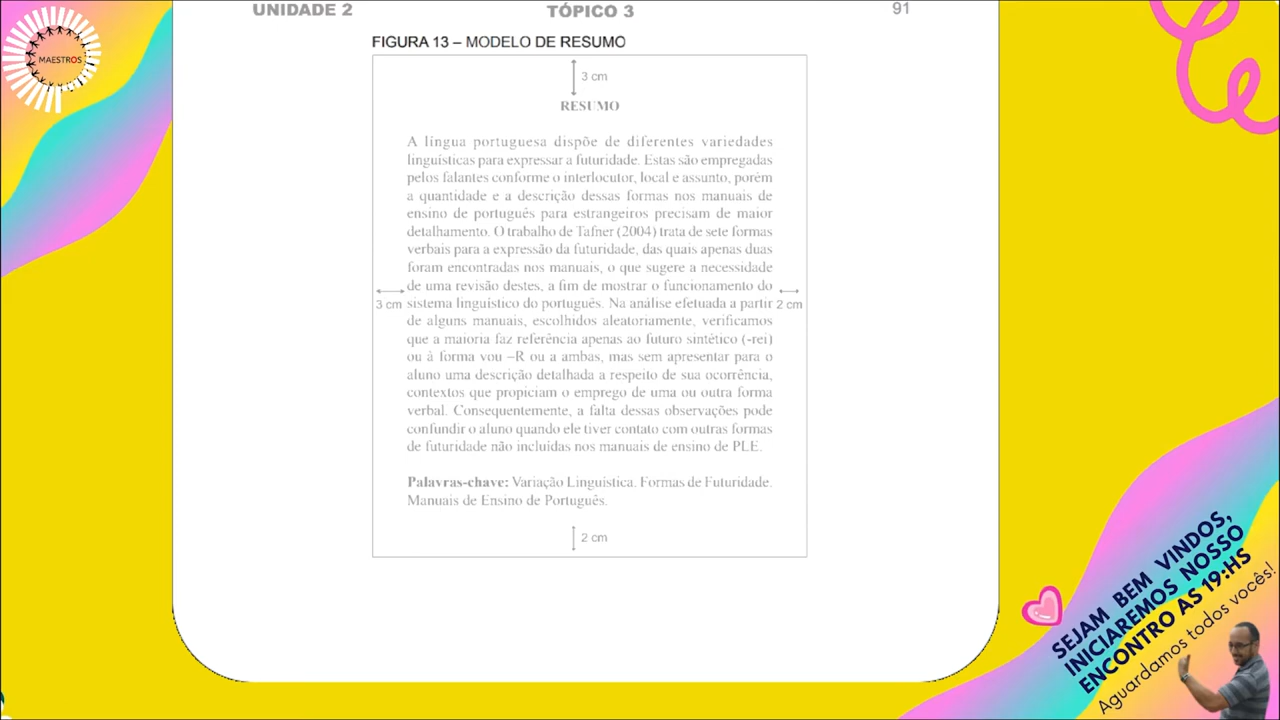 MAESTROS
UNIDADE 2 TÓPICO 3 91
FIGURA 13 – MODELO DE RESUMO
3 cm
RESUMO
A língua portuguesa dispõe de diferentes variedades
linguísticas para expressar a futuridade. Estas são empregadas
pelos falantes conforme o interlocutor, local e assunto, porém
a quantidade e a descrição dessas formas nos manuais de
ensino de português para estrangeiros precisam de maior
detalhamento. O trabalho de Tafner (2004) trata de sete formas
verbais para a expressão da futuridade, das quais apenas duas
foram encontradas nos manuais, o que sugere a necessidade
de uma revisão destes, a fim de mostrar o funcionamento do
3 cm sistema linguístico do português. Na análise efetuada a partir 2 cm
de alguns manuais, escolhidos aleatoriamente, verificamos
que a maioria faz referência apenas ao futuro sintético (-rei)
ou à forma vou –R ou a ambas, mas sem apresentar para o
aluno uma descrição detalhada a respeito de sua ocorrência,
contextos que propiciam o emprego de uma ou outra forma
verbal. Consequentemente, a falta dessas observações pode
confundir o aluno quando ele tiver contato com outras formas
de futuridade não incluídas nos manuais de ensino de PLE.
Palavras-chave: Variação Linguística. Formas de Futuridade.
Manuais de Ensino de Português.
2 cm
SEJAM BEM VINDOS,
INICIAREMOS NOSSO
ENCONTRO AS 19:HS
Aguardamos todos vocês!